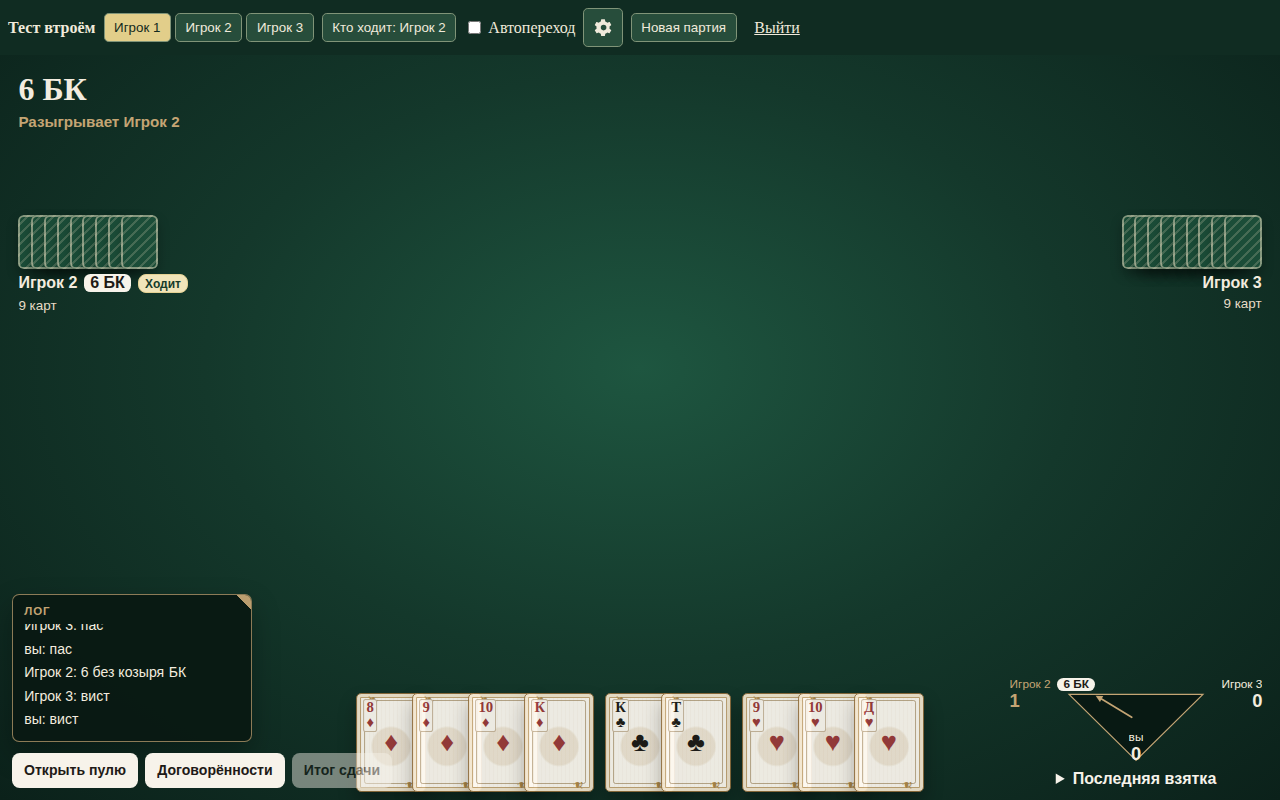 Тест втроём Игрок 1 Игрок 2 Игрок 3 Кто ходит: Игрок 2 Автопереход Новая партия Выйти
6 БК
Разыгрывает Игрок 2
Игрок 2 6 БК Ходит
9 карт
Игрок 3
9 карт
ЛОГ
Игрок 3: пас
вы: пас
Игрок 2: 6 без козыря БК
Игрок 3: вист
вы: вист
Открыть пулю Договорённости Итог сдачи
8♦ 9♦ 10♦ К♦ К♣ Т♣ 9♥ 10♥ Д♥
Игрок 2 6 БК
1
Игрок 3
0
вы
0
Последняя взятка